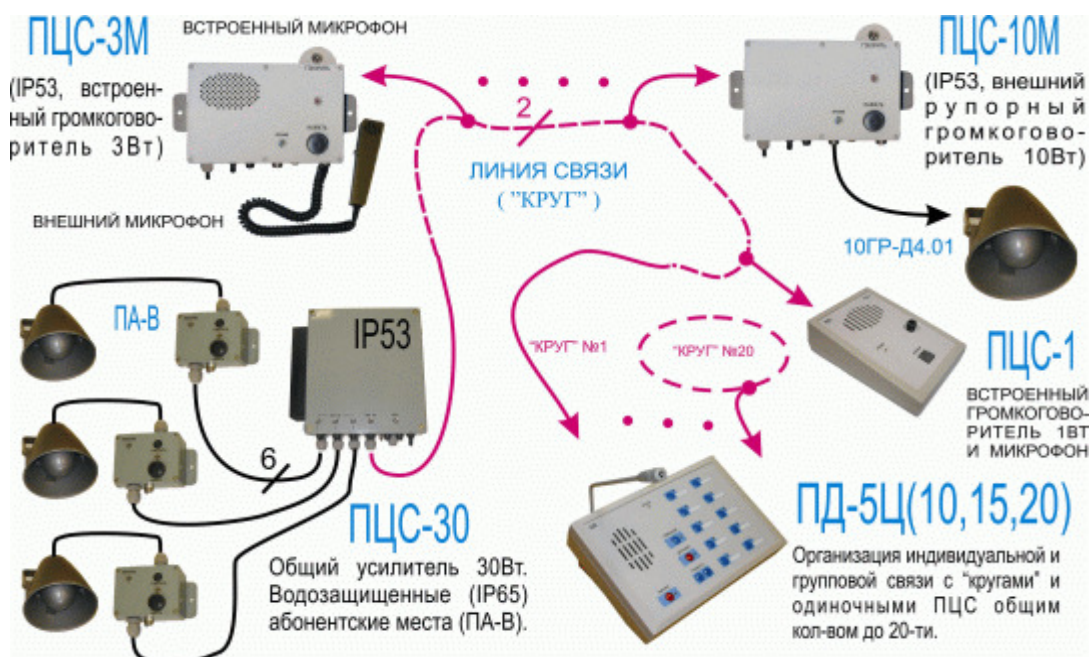 ПЦС-3М
ВСТРОЕННЫЙ МИКРОФОН
(IP53, встроен-
ный громкогово-
ритель 3Вт)
ВНЕШНИЙ МИКРОФОН
2
ЛИНИЯ СВЯЗИ
( "КРУГ" )
ПЦС-10М
(IP53, внешний
рупорный
громкогово-
ритель 10Вт)
10ГР-Д4.01
ПА-В
IP53
6
ПЦС-30
Общий усилитель 30Вт.
Водозащищенные (IP65)
абонентские места (ПА-В).
"КРУГ" №1
"КРУГ" №20
ПЦС-1
ВСТРОЕННЫЙ
ГРОМКОГОВО-
РИТЕЛЬ 1ВТ
И МИКРОФОН
ПД-5Ц(10,15,20)
Организация индивидуальной и
групповой связи с "кругами" и
одиночными ПЦС общим
кол-вом до 20-ти.